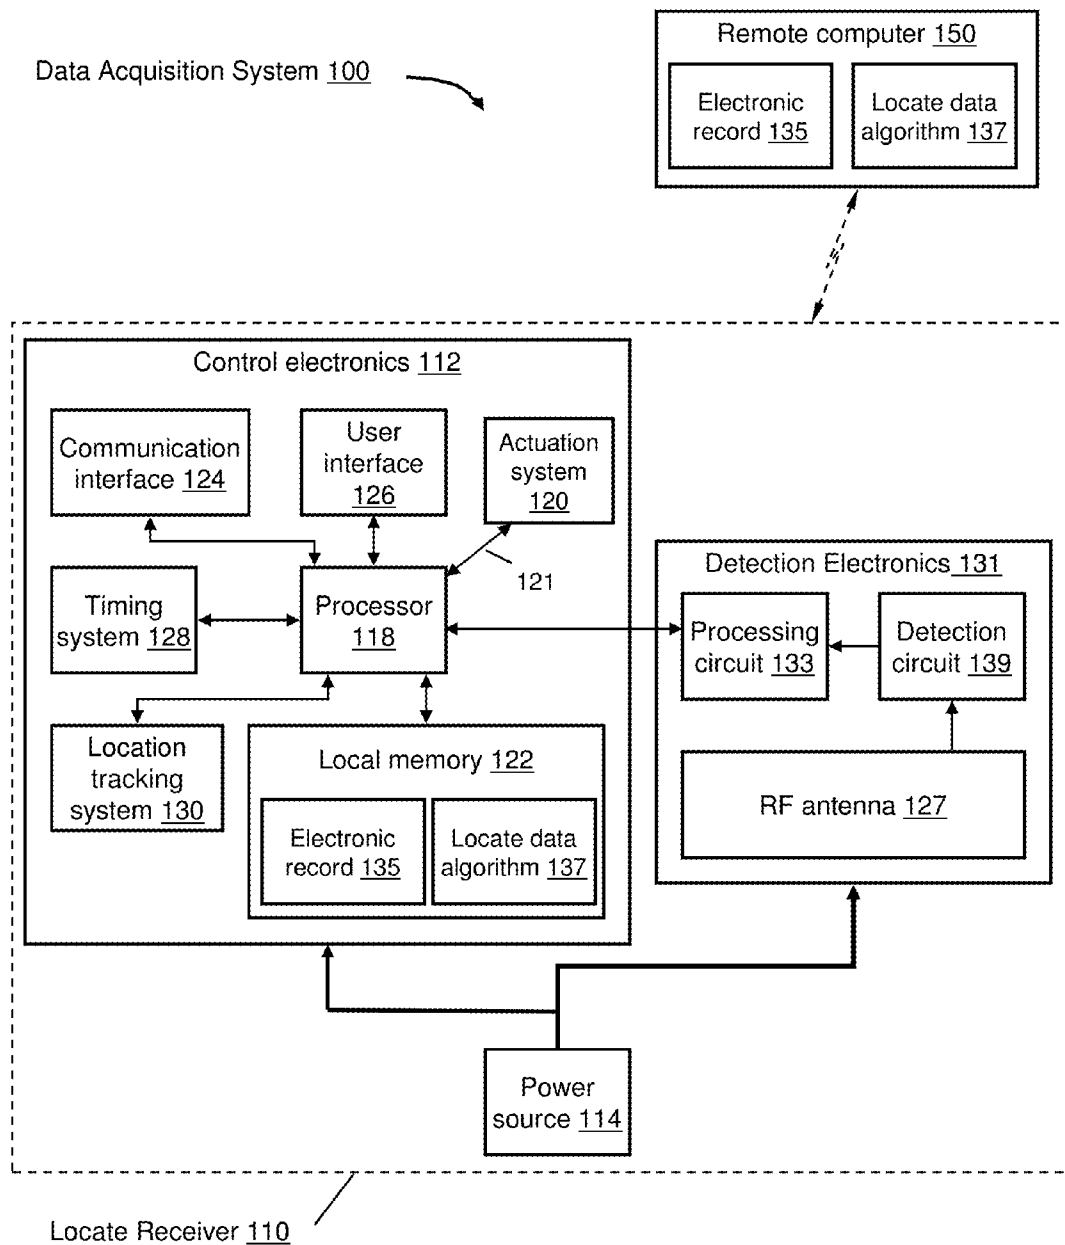 Data Acquisition System 100
Remote computer 150
Electronic
record 135
Locate data
algorithm 137
Control electronics 112
Communication
interface 124
User
interface
126
Actuation
system
120
121
Timing
system 128
Processor
118
Location
tracking
system 130
Local memory 122
Electronic
record 135
Locate data
algorithm 137
Detection Electronics 131
Processing
circuit 133
Detection
circuit 139
RF antenna 127
Power
source 114
Locate Receiver 110